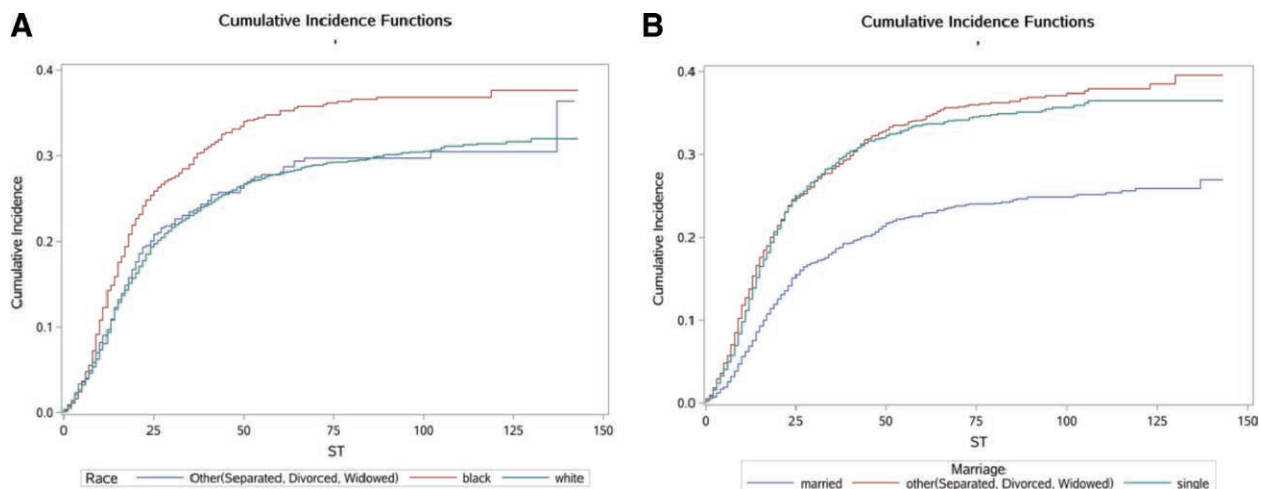 A
Cumulative Incidence Functions
,
Cumulative Incidence
0.4
0.3
0.2
0.1
0.0
0 25 50 75 100 125 150
ST
Race Other(Separated, Divorced, Widowed) black white
B
Cumulative Incidence Functions
,
Cumulative Incidence
0.4
0.3
0.2
0.1
0.0
0 25 50 75 100 125 150
ST
Marriage
married other(Separated, Divorced, Widowed) single